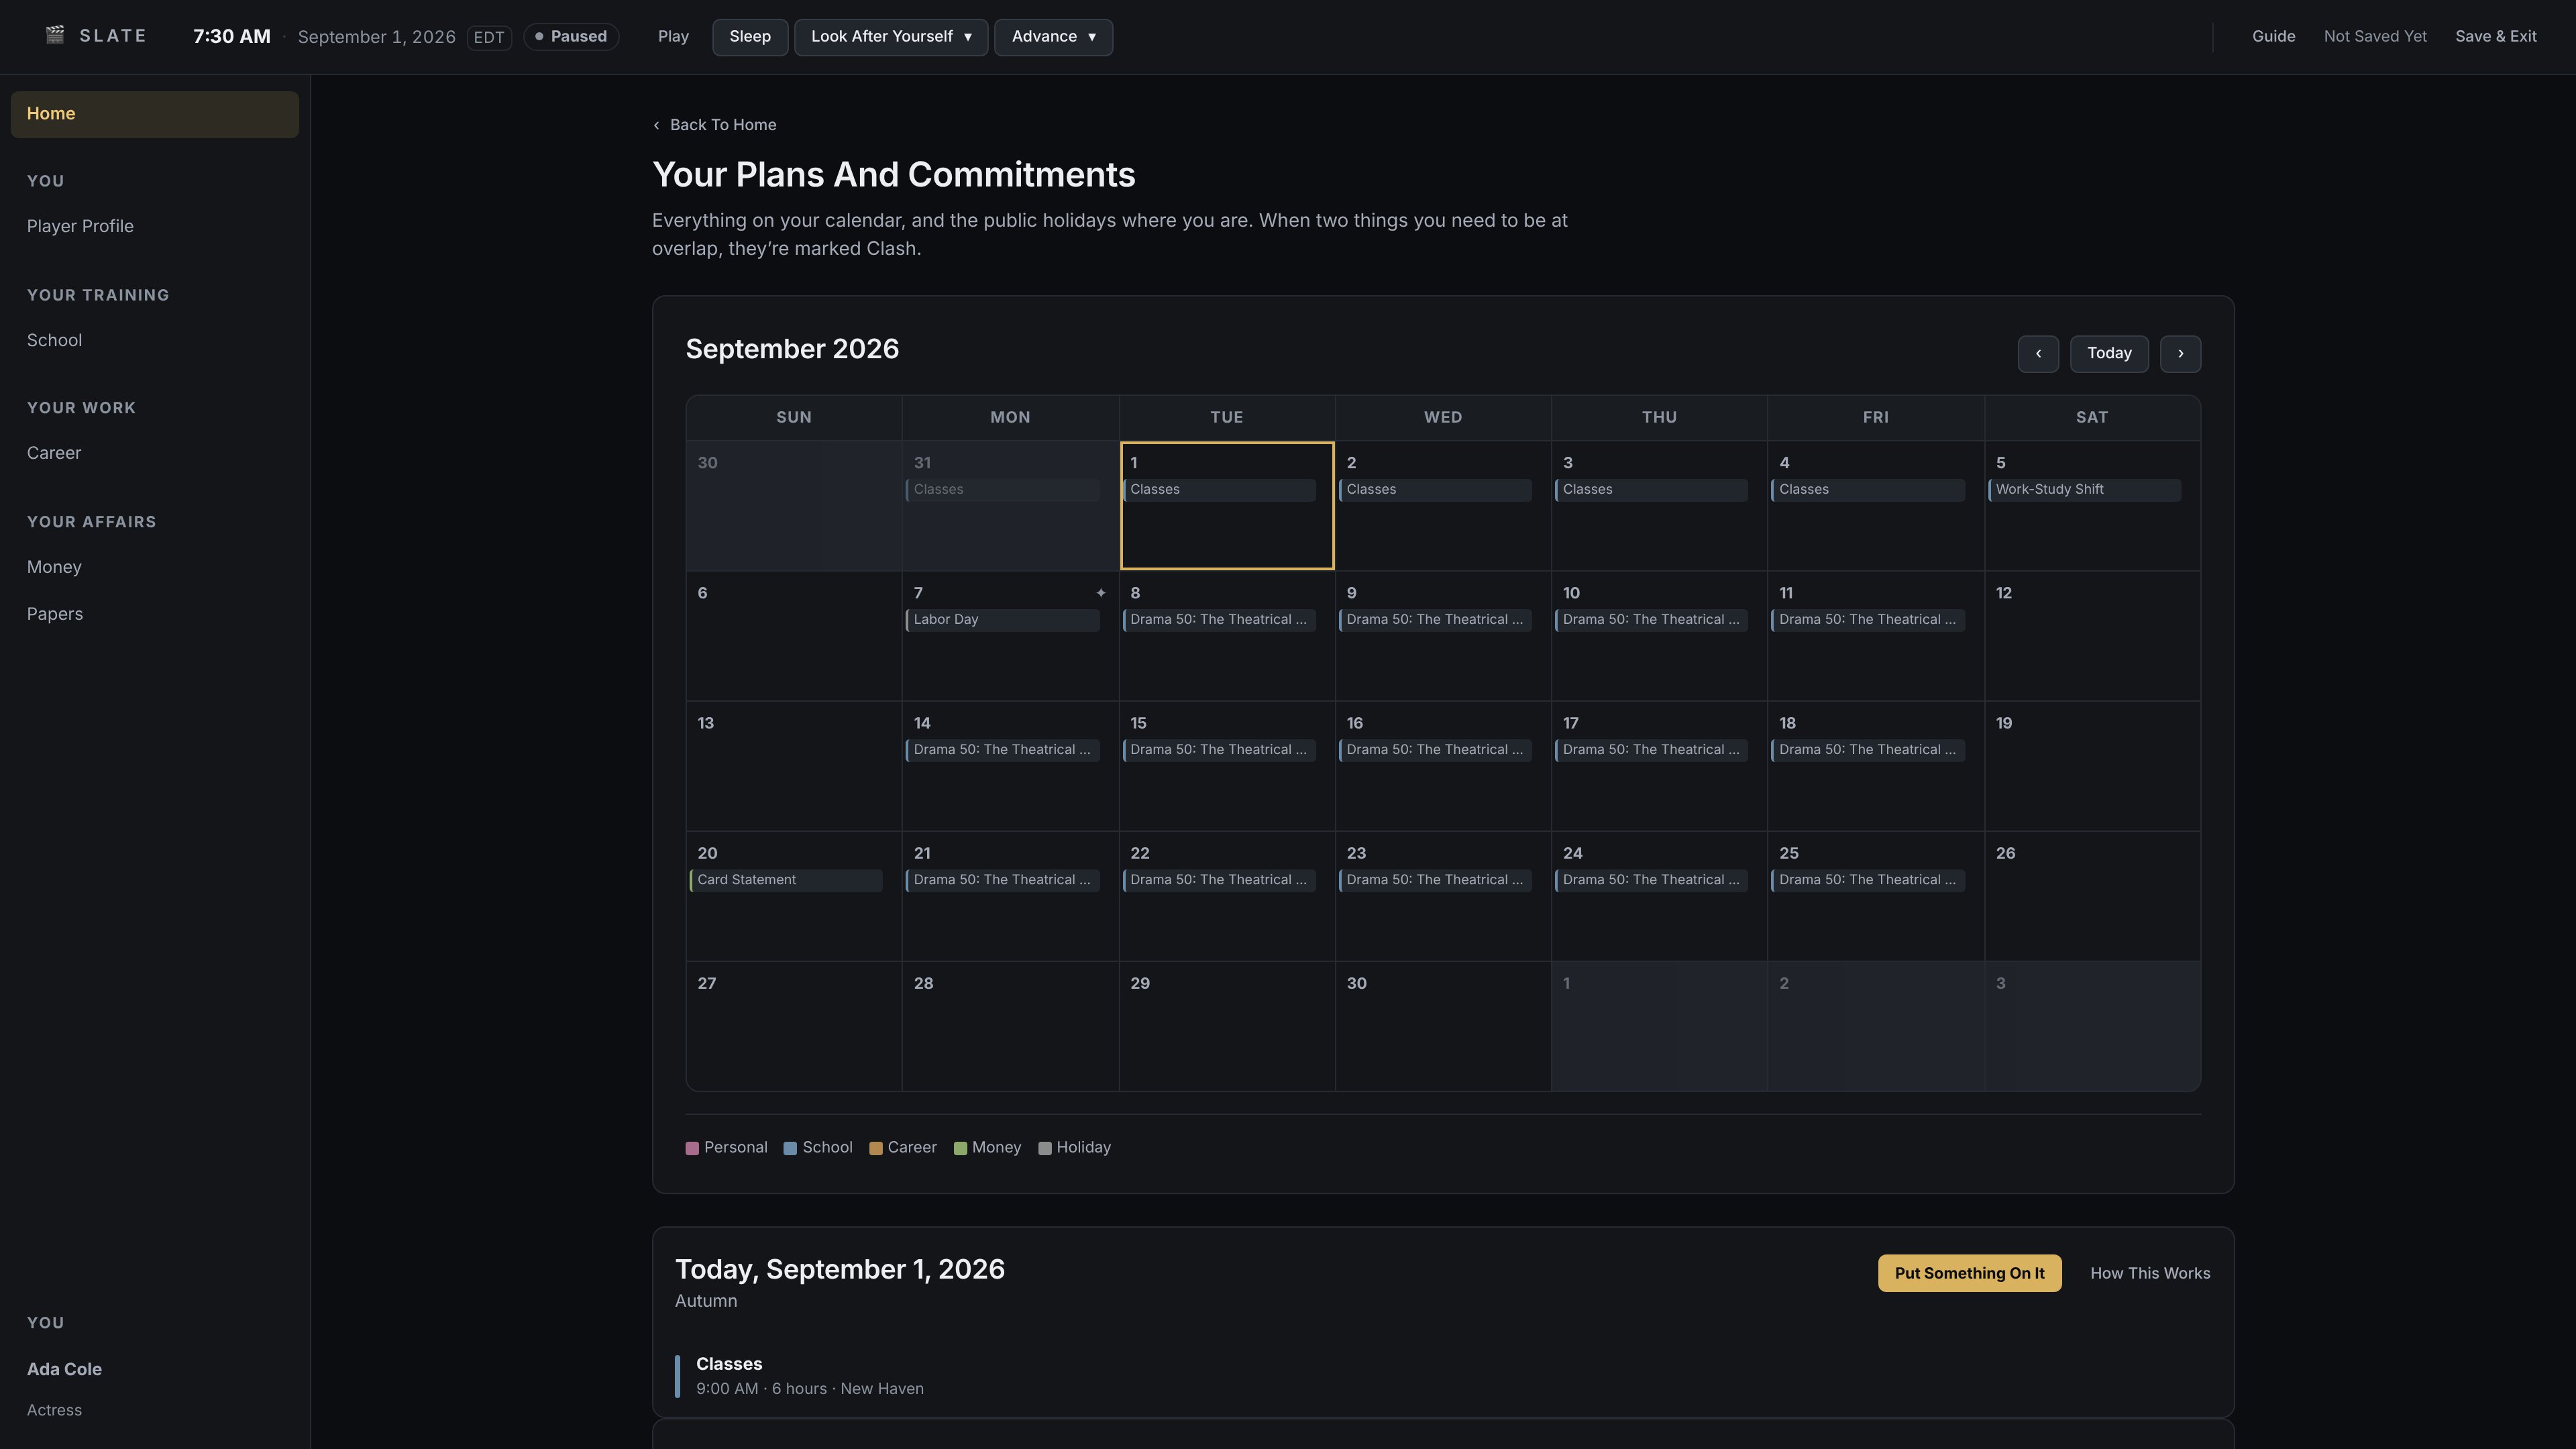 SLATE
7:30 AM · September 1, 2026 EDT Paused Play Sleep Look After Yourself ▾ Advance ▾ Guide Not Saved Yet Save & Exit
Home
YOU
Player Profile
YOUR TRAINING
School
YOUR WORK
Career
YOUR AFFAIRS
Money
Papers
YOU
Ada Cole
Actress
‹ Back To Home
Your Plans And Commitments
Everything on your calendar, and the public holidays where you are. When two things you need to be at
overlap, they’re marked Clash.
September 2026
‹ Today ›
SUN MON TUE WED THU FRI SAT
30 31 1 2 3 4 5
Classes Classes Classes Classes Classes Work-Study Shift
6 7 ✦ 8 9 10 11 12
Labor Day Drama 50: The Theatrical ... Drama 50: The Theatrical ... Drama 50: The Theatrical ... Drama 50: The Theatrical ...
13 14 15 16 17 18 19
Drama 50: The Theatrical ... Drama 50: The Theatrical ... Drama 50: The Theatrical ... Drama 50: The Theatrical ... Drama 50: The Theatrical ...
20 21 22 23 24 25 26
Card Statement Drama 50: The Theatrical ... Drama 50: The Theatrical ... Drama 50: The Theatrical ... Drama 50: The Theatrical ... Drama 50: The Theatrical ...
27 28 29 30 1 2 3
Personal School Career Money Holiday
Today, September 1, 2026
Put Something On It How This Works
Autumn
Classes
9:00 AM · 6 hours · New Haven